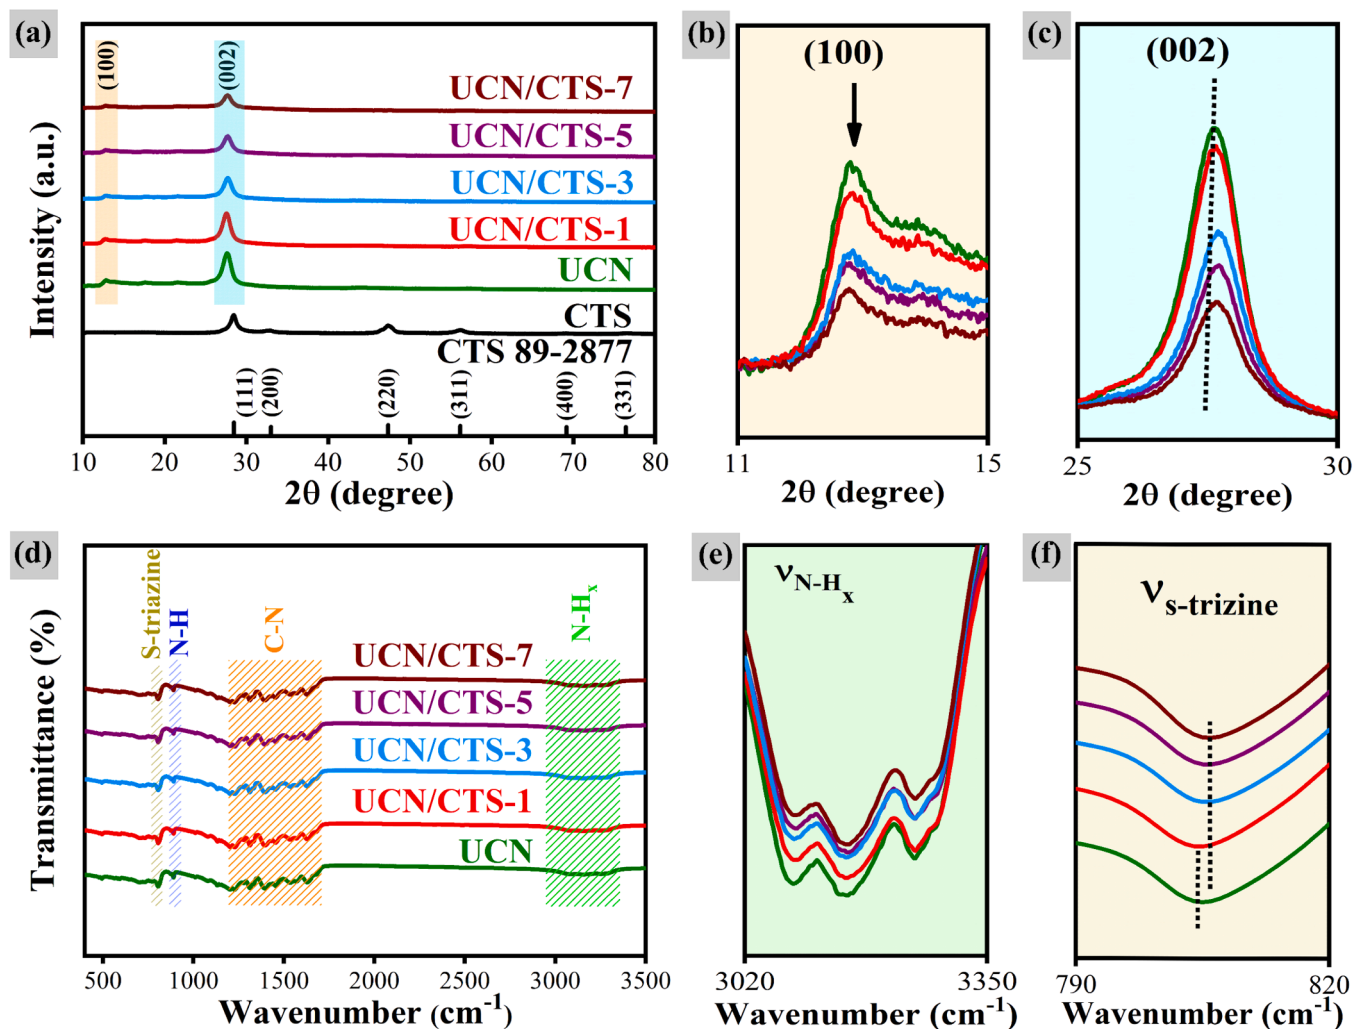 (a)
(100)
(002)
UCN/CTS-7
UCN/CTS-5
UCN/CTS-3
UCN/CTS-1
UCN
CTS
CTS 89-2877
(111)
(200)
(220)
(311)
(400)
(331)
10 20 30 40 50 60 70 80
2θ (degree)
Intensity (a.u.)
(b)
(100)
11 15
2θ (degree)
(c)
(002)
25 30
2θ (degree)
(d)
S-triazine
N-H
C-N
N-Hx
UCN/CTS-7
UCN/CTS-5
UCN/CTS-3
UCN/CTS-1
UCN
500 1000 1500 2000 2500 3000 3500
Wavenumber (cm-1)
Transmittance (%)
(e)
νN-Hx
3020 3350
Wavenumber (cm-1)
(f)
νs-trizine
790 820
Wavenumber (cm-1)